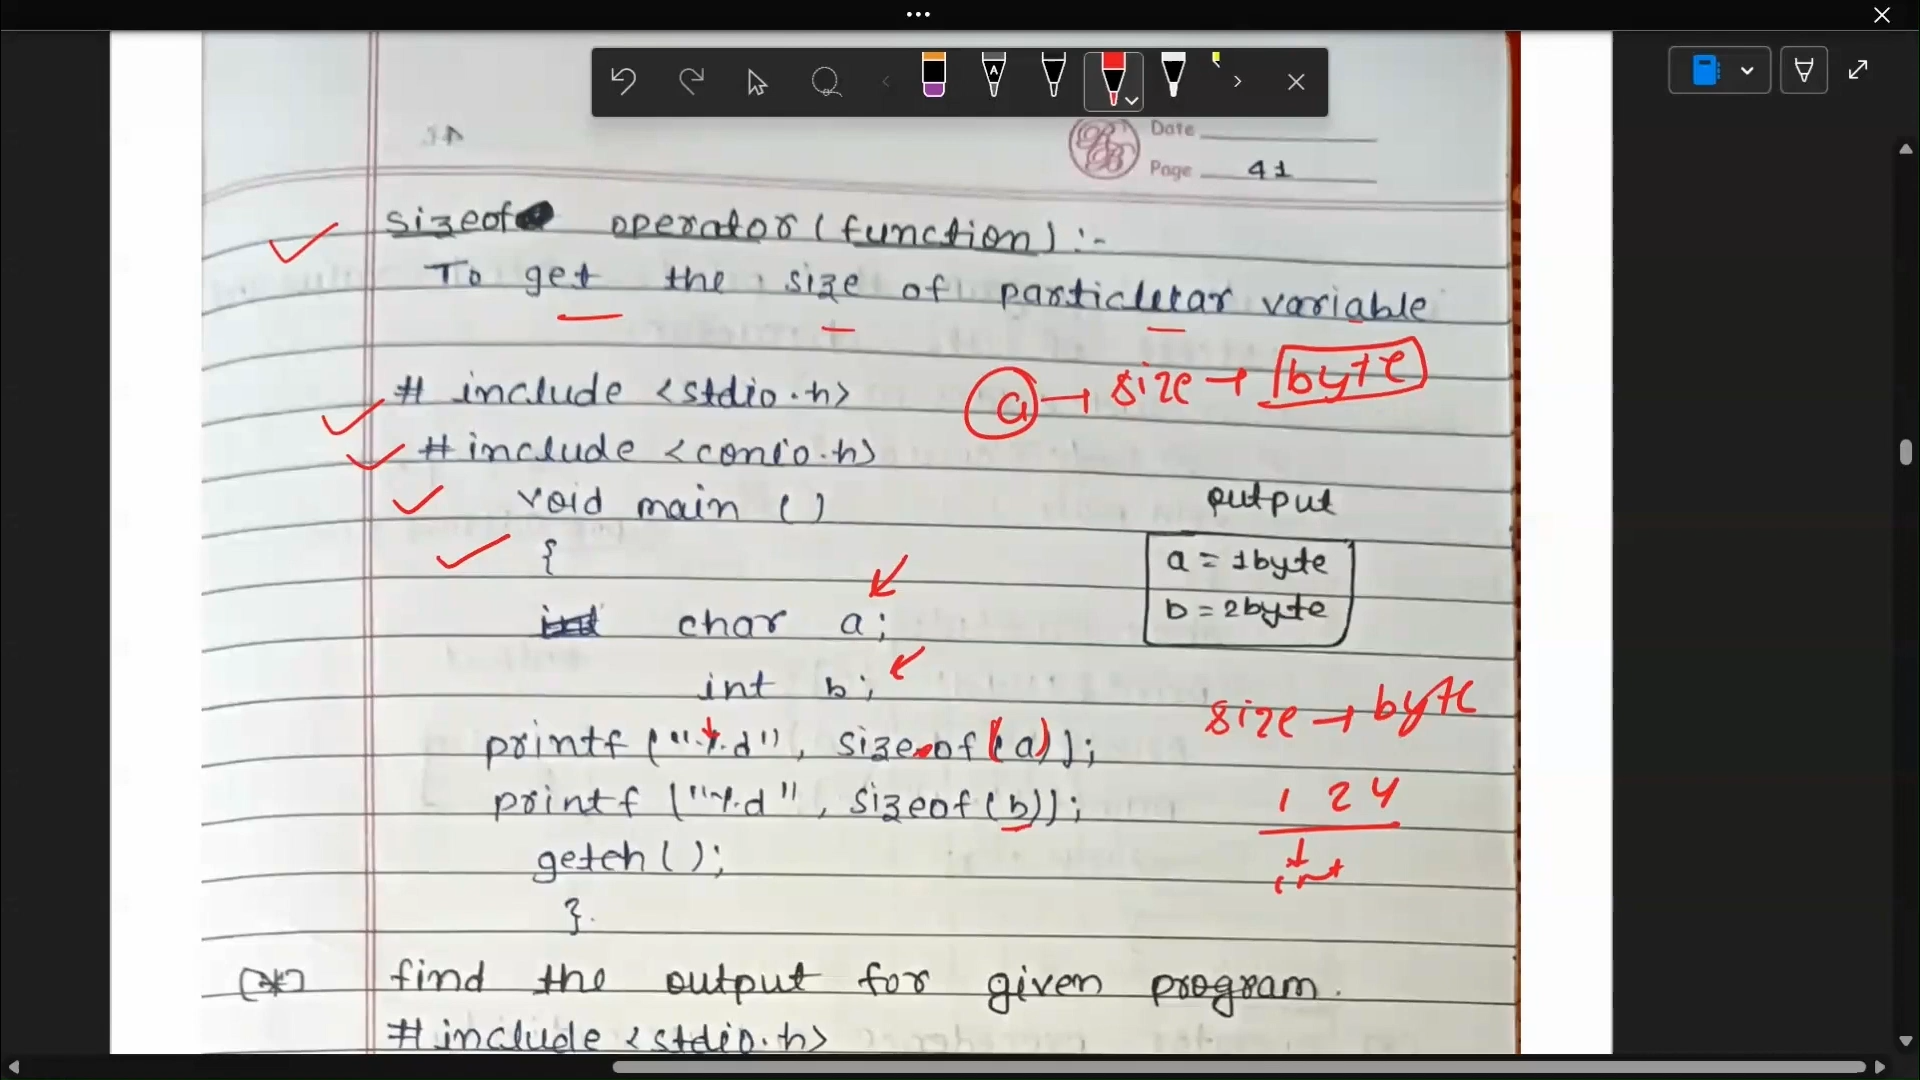 Date
Page 41
sizeof operator (function) :-
To get the size of particular variable
# include <stdio.h>
a → size → byte
# include <conio.h>
void main ()
output
{
a = 1byte
char a;
b = 2byte
int b;
size → byte
printf ("%d", sizeof (a));
1 2 4
printf ("%d", sizeof (b));
int
getch ();
}.
find the output for given program.
# include <stdio.h>